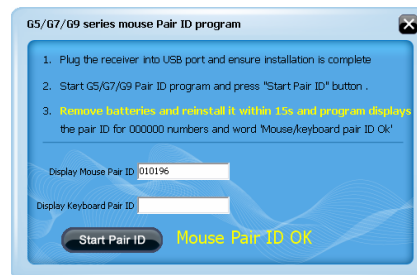 G5/G7/G9 series mouse Pair ID program
1. Plug the receiver into USB port and ensure installation is complete
2. Start G5/G7/G9 Pair ID program and press "Start Pair ID" button .
3. Remove batteries and reinstall it within 15s and program displays
the pair ID for 000000 numbers and word 'Mouse/keyboard pair ID Ok'
Display Mouse Pair ID 010196
Display Keyboard Pair ID
Start Pair ID Mouse Pair ID OK